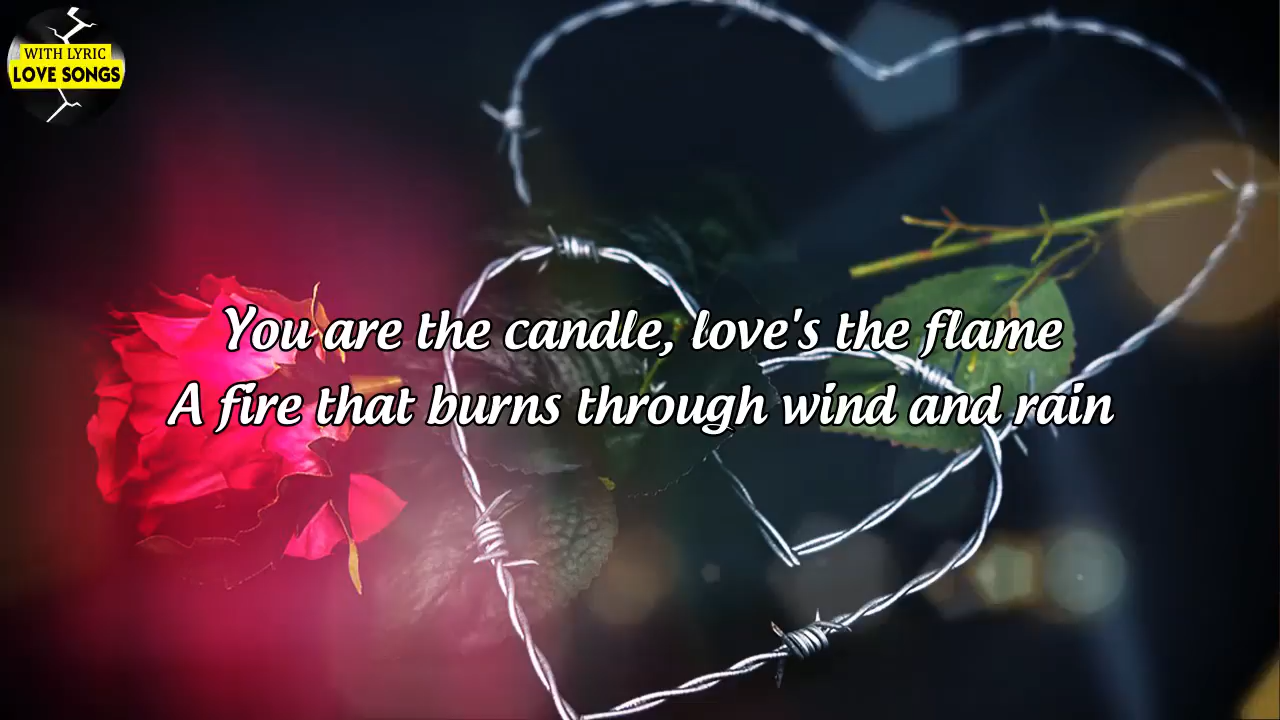 WITH LYRIC
LOVE SONGS
You are the candle, love's the flame
A fire that burns through wind and rain